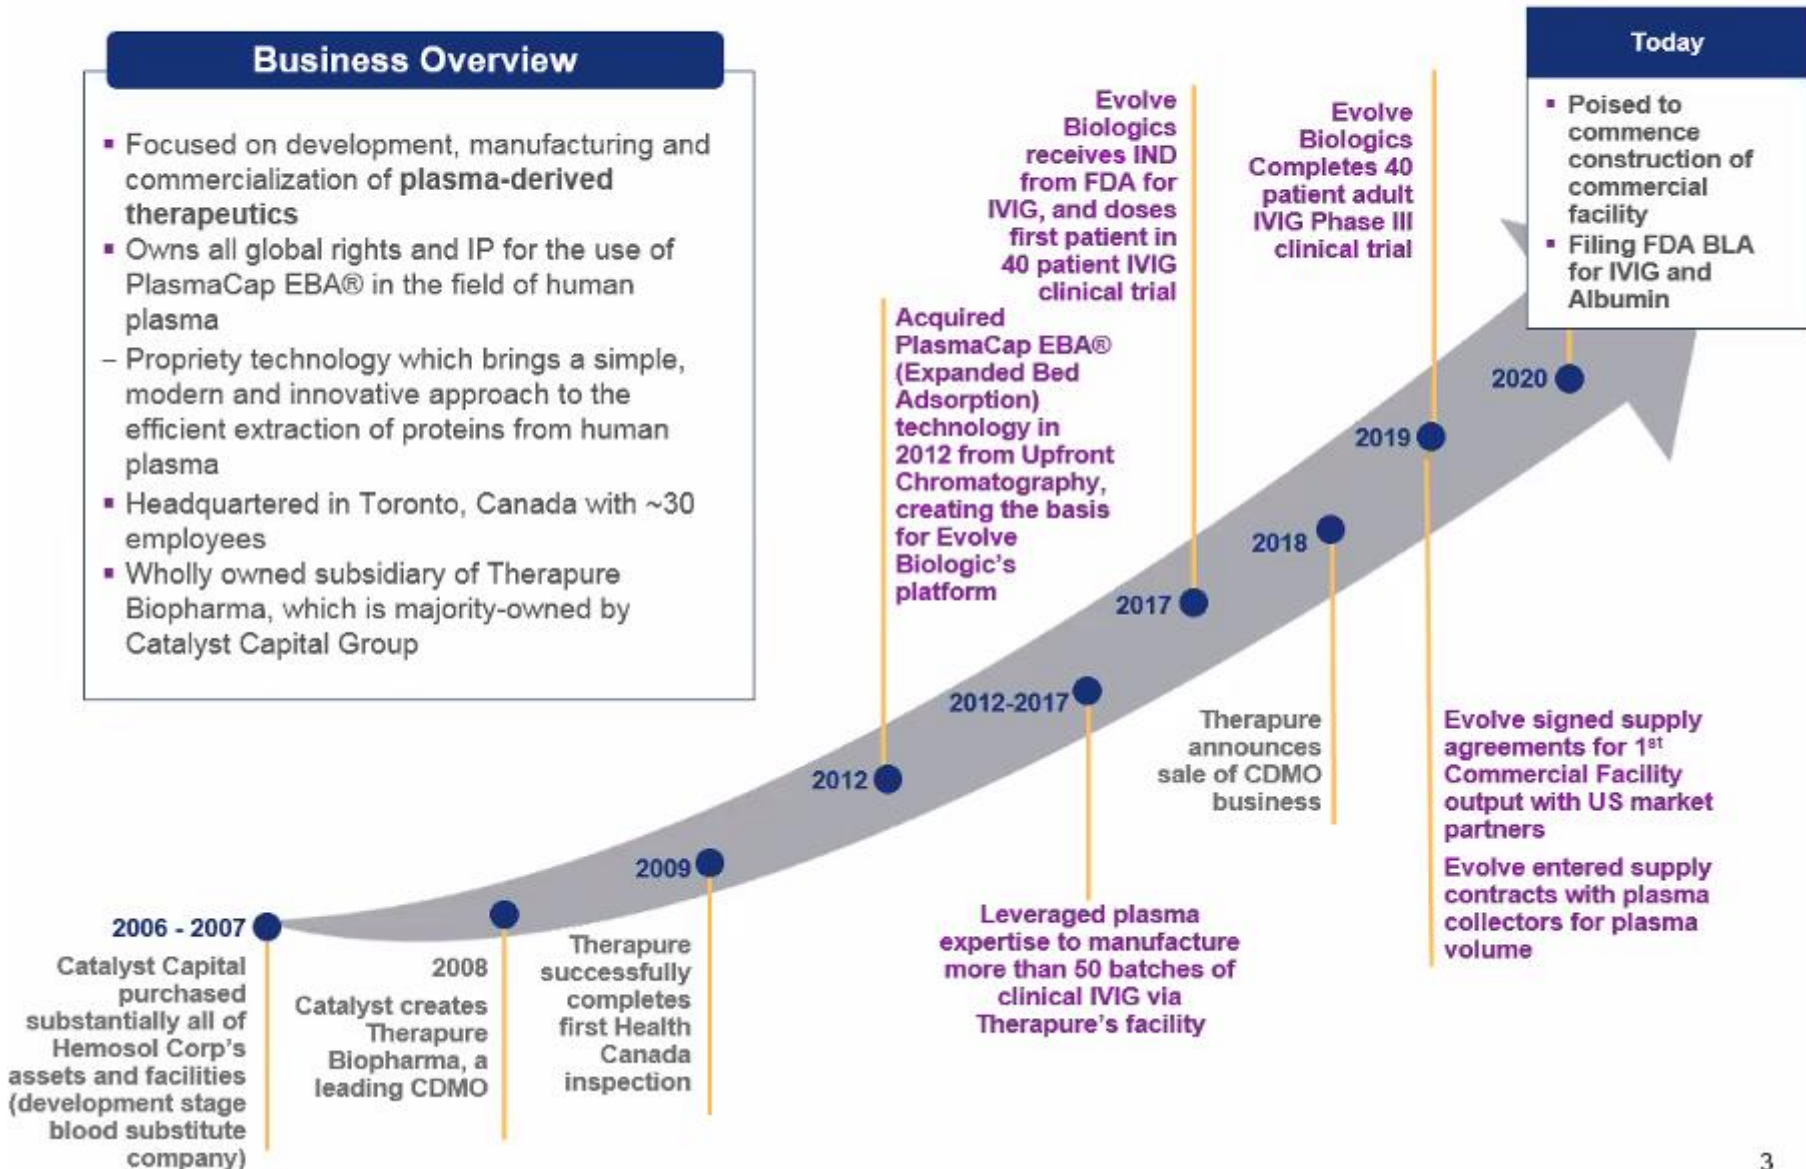 Business Overview
▪ Focused on development, manufacturing and
commercialization of plasma-derived
therapeutics
▪ Owns all global rights and IP for the use of
PlasmaCap EBA® in the field of human
plasma
– Propriety technology which brings a simple,
modern and innovative approach to the
efficient extraction of proteins from human
plasma
▪ Headquartered in Toronto, Canada with ~30
employees
▪ Wholly owned subsidiary of Therapure
Biopharma, which is majority-owned by
Catalyst Capital Group
2006 - 2007
Catalyst Capital
purchased
substantially all of
Hemosol Corp's
assets and facilities
(development stage
blood substitute
company)
2008
Catalyst creates
Therapure
Biopharma, a
leading CDMO
2009
Therapure
successfully
completes
first Health
Canada
inspection
2012
Acquired
PlasmaCap EBA®
(Expanded Bed
Adsorption)
technology in
2012 from Upfront
Chromatography,
creating the basis
for Evolve
Biologic's
platform
2012-2017
Leveraged plasma
expertise to manufacture
more than 50 batches of
clinical IVIG via
Therapure's facility
2017
Evolve
Biologics
receives IND
from FDA for
IVIG, and doses
first patient in
40 patient IVIG
clinical trial
2018
Therapure
announces
sale of CDMO
business
2019
Evolve
Biologics
Completes 40
patient adult
IVIG Phase III
clinical trial
Evolve signed supply
agreements for 1st
Commercial Facility
output with US market
partners
Evolve entered supply
contracts with plasma
collectors for plasma
volume
2020
Today
▪ Poised to
commence
construction of
commercial
facility
▪ Filing FDA BLA
for IVIG and
Albumin
3